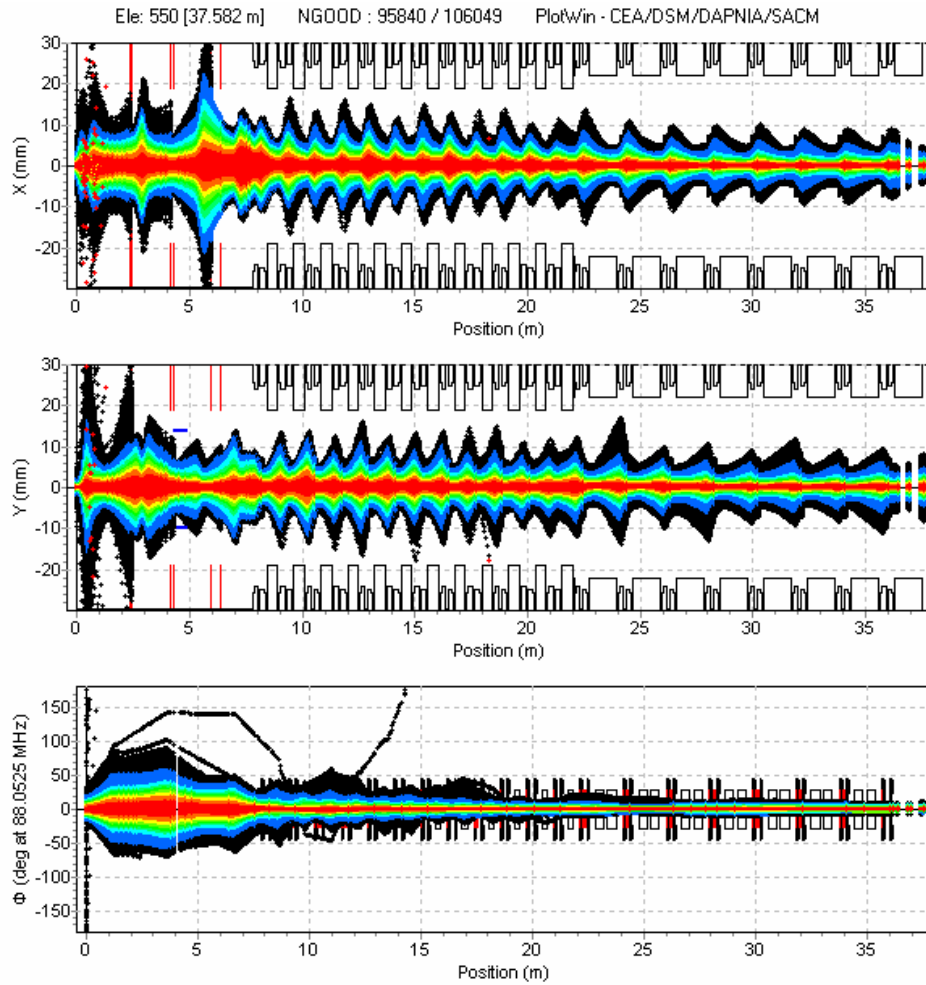 Ele: 550 [37.582 m] NGOOD : 95840 / 106049 PlotWin - CEA/DSM/DAPNIA/SACM
30
20
10
0
-10
-20
X (mm)
0 5 10 15 20 25 30 35
Position (m)
30
20
10
0
-10
-20
Y (mm)
0 5 10 15 20 25 30 35
Position (m)
150
100
50
0
-50
-100
-150
Φ (deg at 88.0525 MHz)
0 5 10 15 20 25 30 35
Position (m)